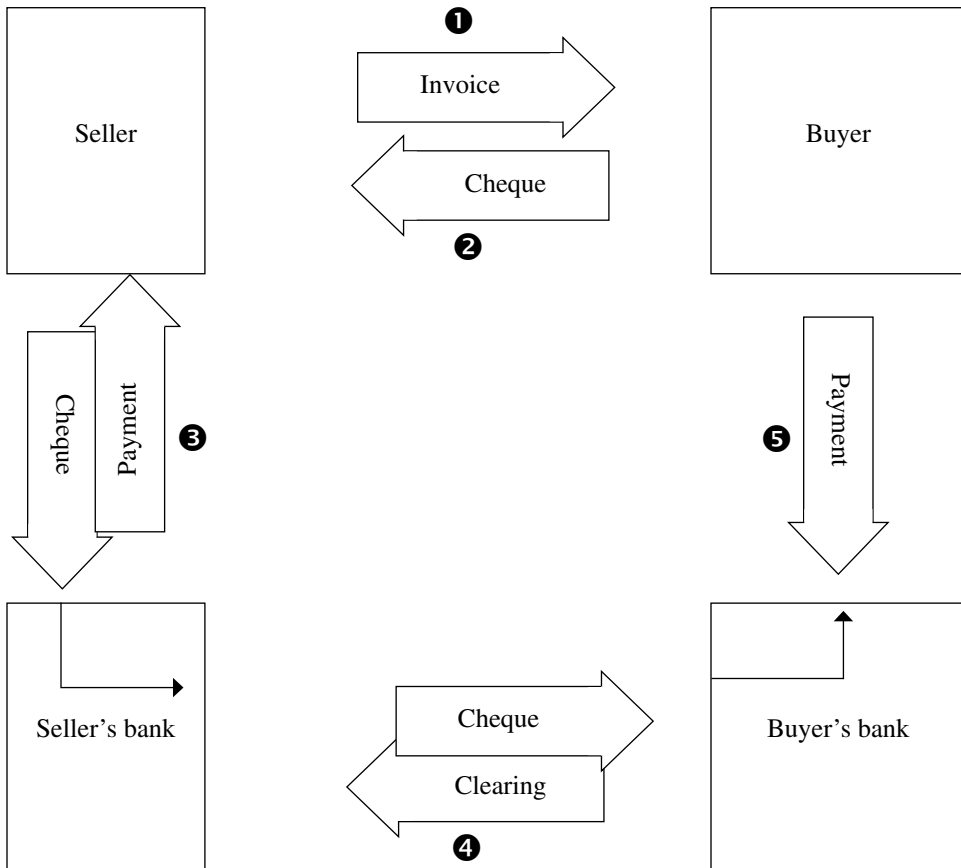 ❶
Invoice
Seller
Buyer
Cheque
❷
Cheque
Payment
❸
❺
Payment
Cheque
Seller’s bank
Buyer’s bank
Clearing
❹